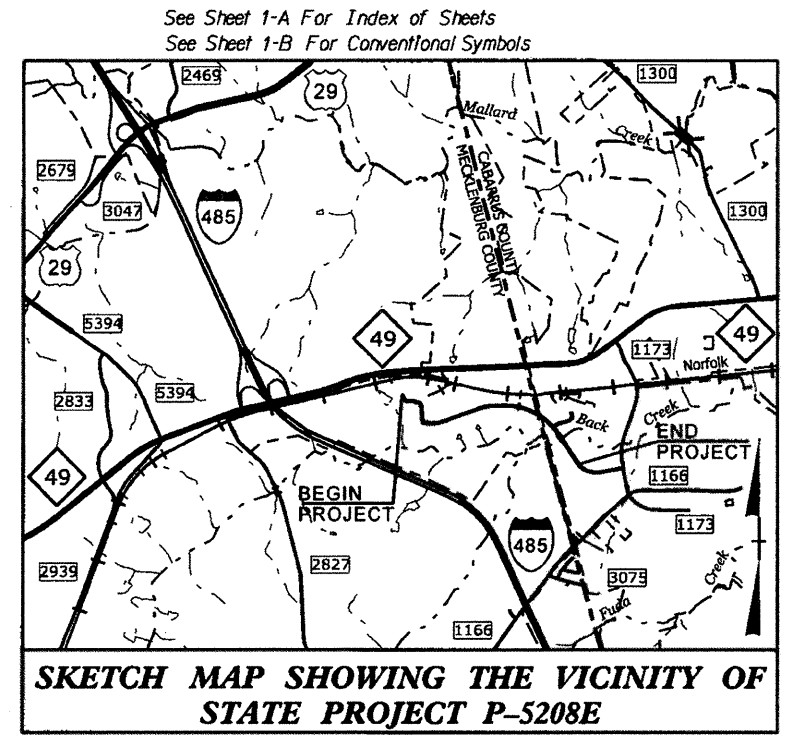 See Sheet 1-A For Index of Sheets
See Sheet 1-B For Conventional Symbols
2469
29
1300
Mallard
Creek
2679
3047
485
1300
CABARRUS COUNTY
MECKLENBURG COUNTY
29
5394
49
49
1173
Norfolk
2833
5394
Back
Creek
END
PROJECT
49
BEGIN
PROJECT
1166
1173
485
2939
2827
3075
Creek
Fuda
1166
SKETCH MAP SHOWING THE VICINITY OF
STATE PROJECT P–5208E